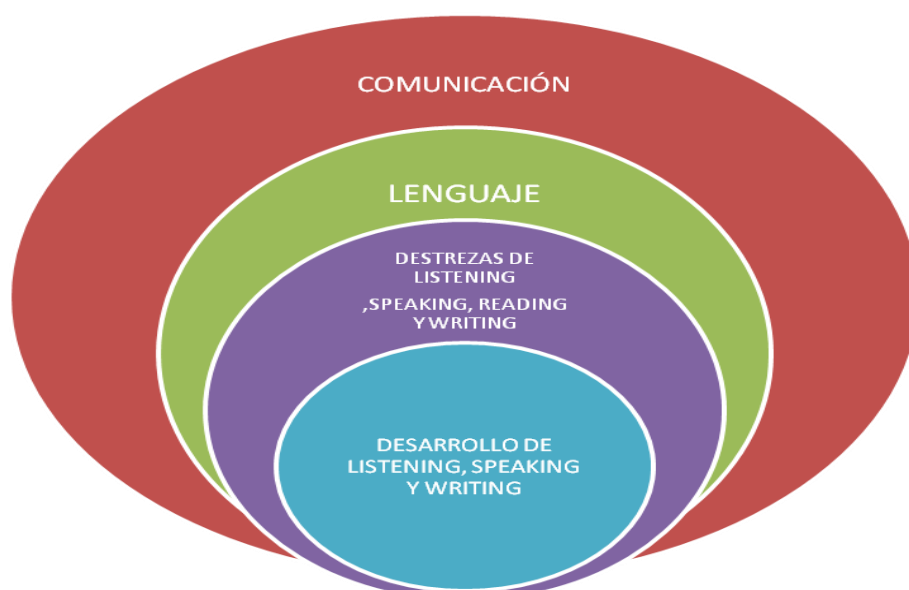 COMUNICACIÓN
LENGUAJE
DESTREZAS DE
LISTENING
,SPEAKING, READING
Y WRITING
DESARROLLO DE
LISTENING, SPEAKING
Y WRITING